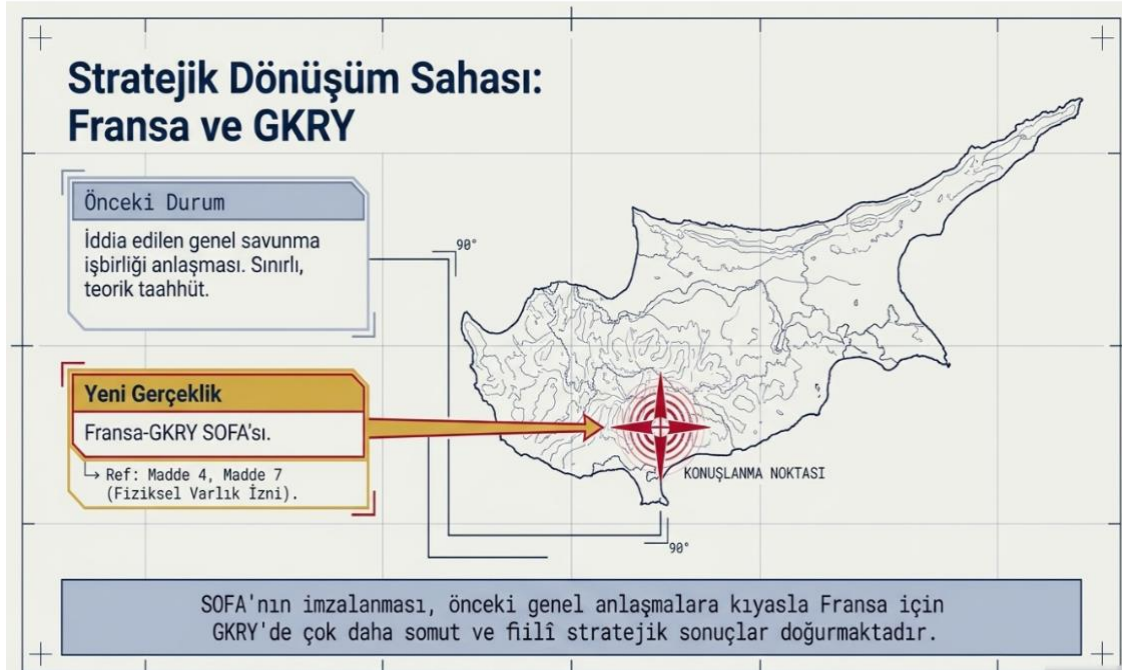 Stratejik Dönüşüm Sahası:
Fransa ve GKRY
Önceki Durum
İddia edilen genel savunma
işbirliği anlaşması. Sınırlı,
teorik taahhüt.
90°
Yeni Gerçeklik
Fransa-GKRY SOFA'sı.
↳ Ref: Madde 4, Madde 7
(Fiziksel Varlık İzni).
KONUŞLANMA NOKTASI
90°
SOFA'nın imzalanması, önceki genel anlaşmalara kıyasla Fransa için
GKRY'de çok daha somut ve fiilî stratejik sonuçlar doğurmaktadır.